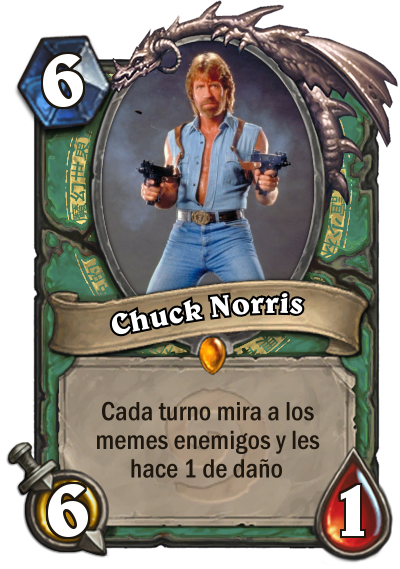 6
Chuck Norris
Cada turno mira a los
memes enemigos y les
hace 1 de daño
6
1